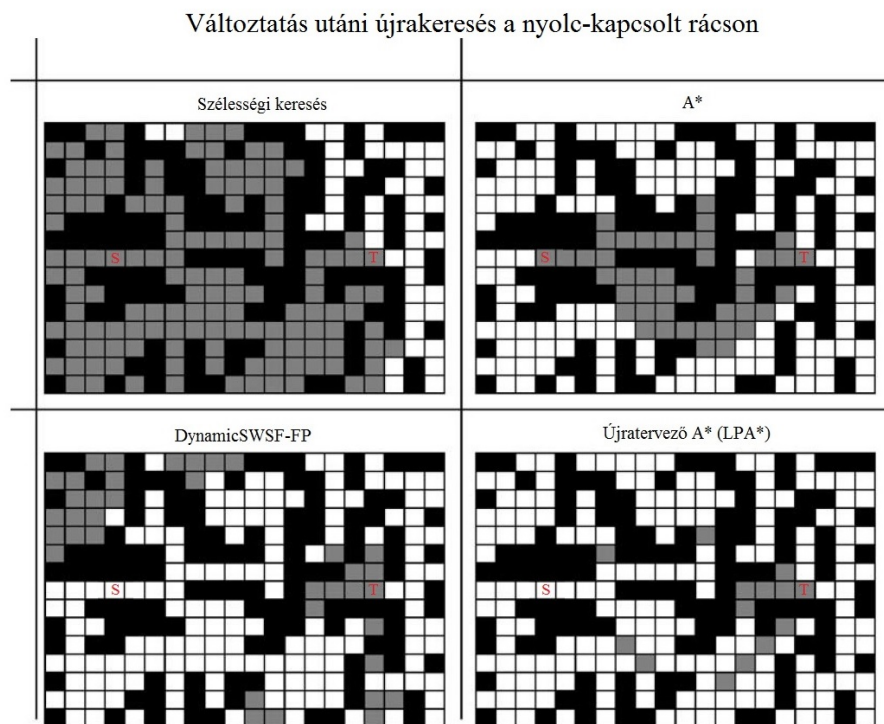 Változtatás utáni újrakeresés a nyolc-kapcsolt rácson
Szélességi keresés
A*
S
T
S
T
DynamicSWSF-FP
Újratervező A* (LPA*)
S
T
S
T